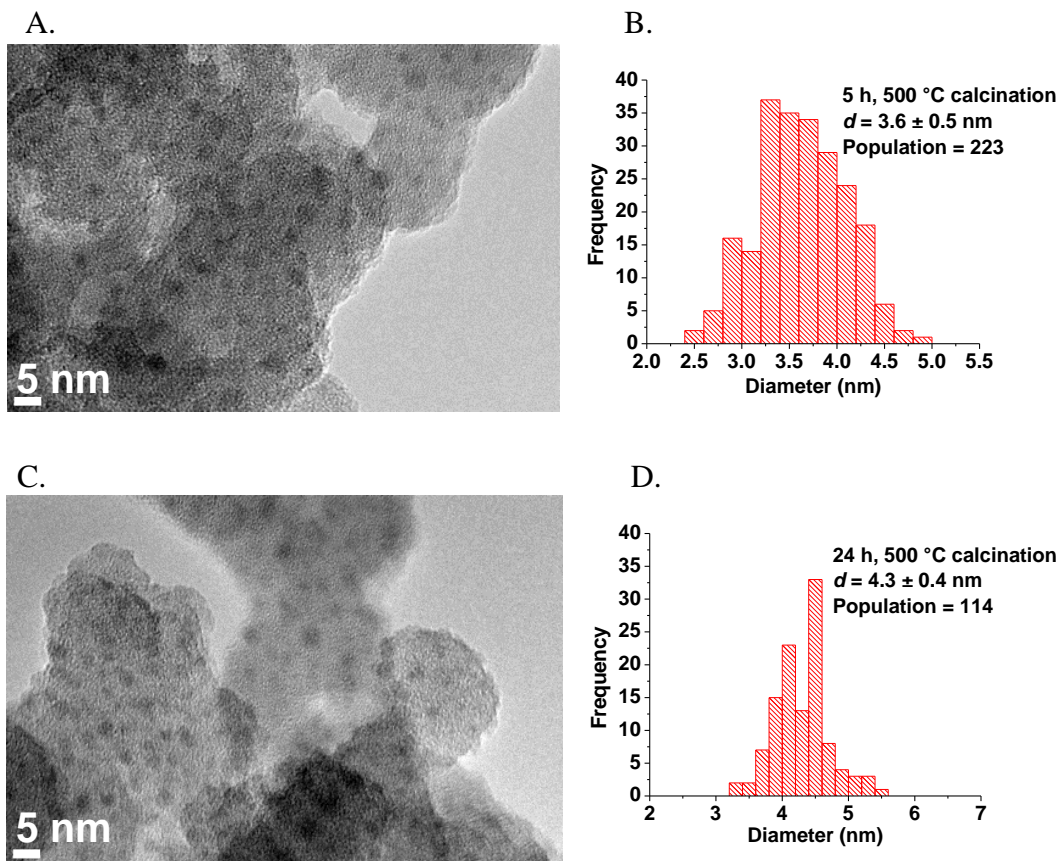 A.
5 nm
B.
40
35
30
25
20
15
10
5
0
Frequency
5 h, 500 °C calcination
d = 3.6 ± 0.5 nm
Population = 223
2.0 2.5 3.0 3.5 4.0 4.5 5.0 5.5
Diameter (nm)
C.
5 nm
D.
40
35
30
25
20
15
10
5
0
Frequency
24 h, 500 °C calcination
d = 4.3 ± 0.4 nm
Population = 114
2 3 4 5 6 7
Diameter (nm)